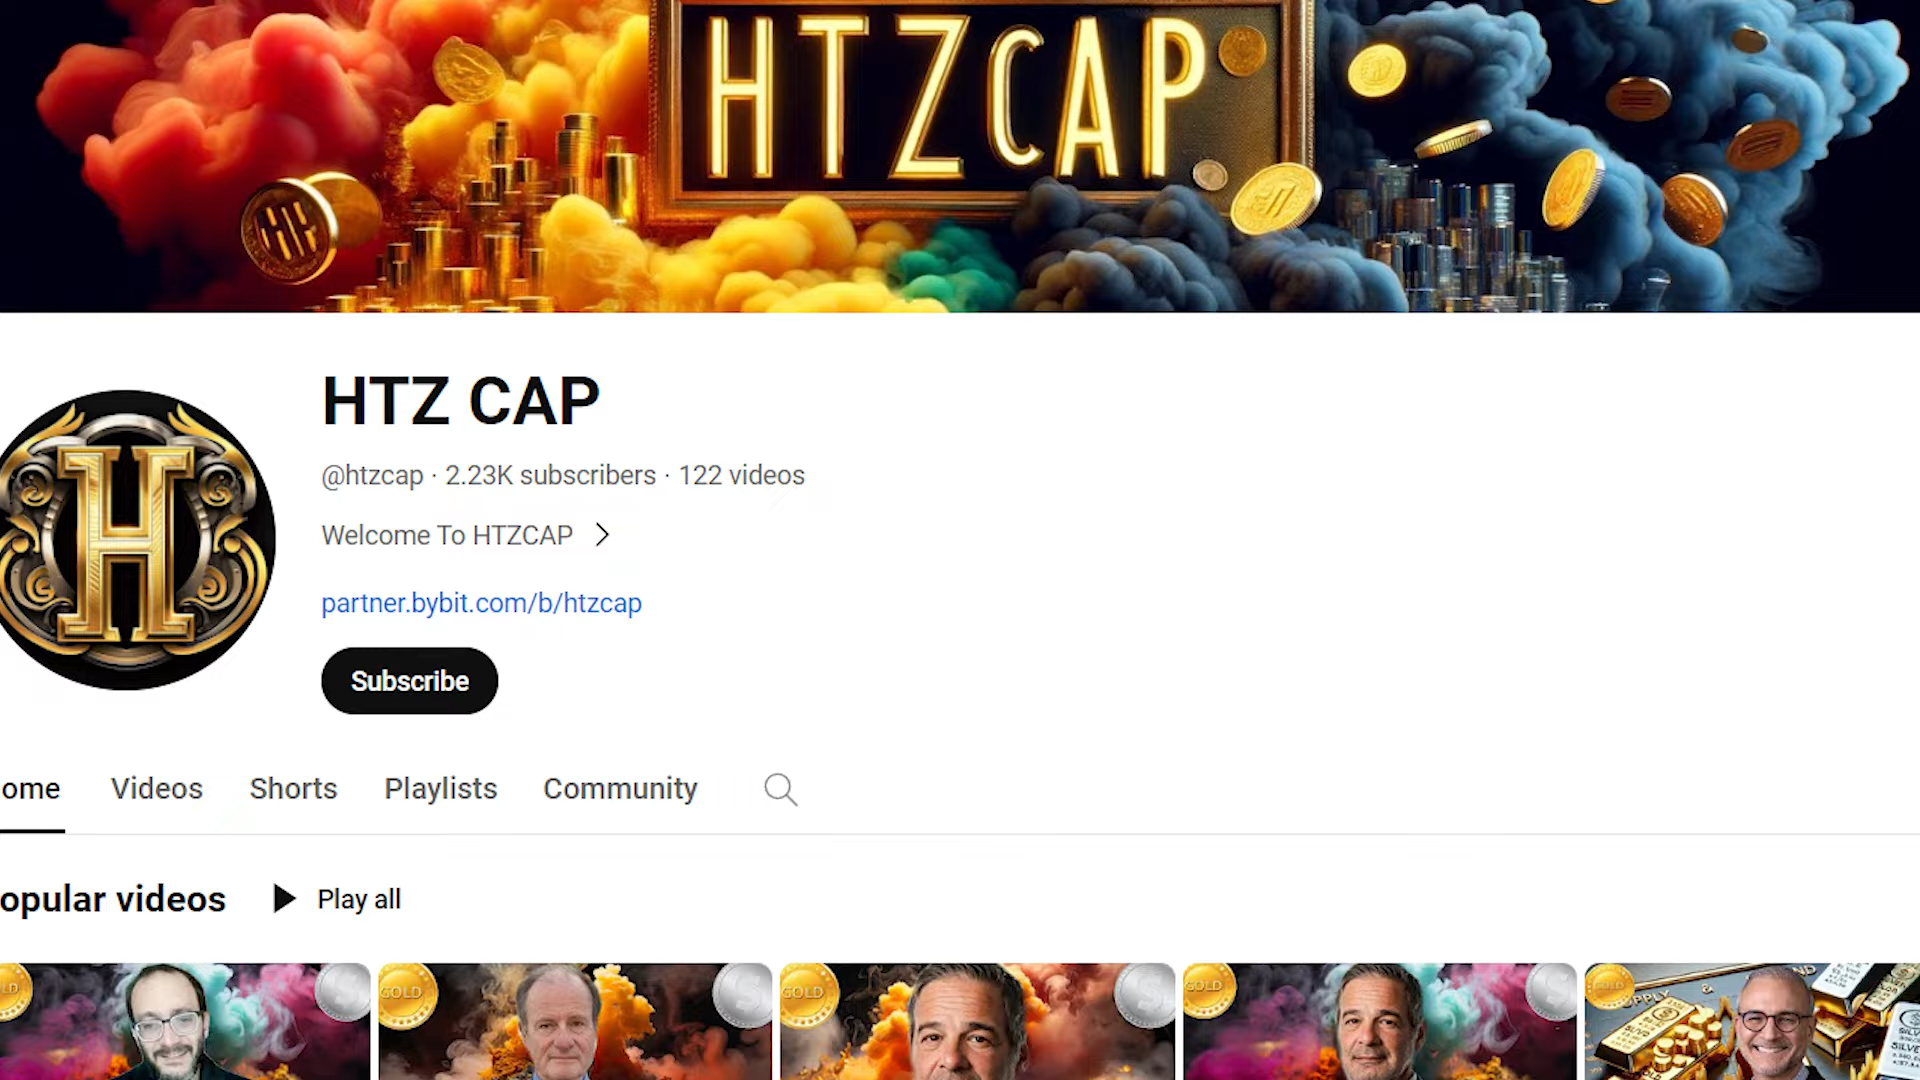 HTZCAP
H
HTZ CAP
@htzcap · 2.23K subscribers · 122 videos
Welcome To HTZCAP
partner.bybit.com/b/htzcap
Subscribe
ome
Videos
Shorts
Playlists
Community
opular videos
Play all
GOLD
GOLD
GOLD
GOLD